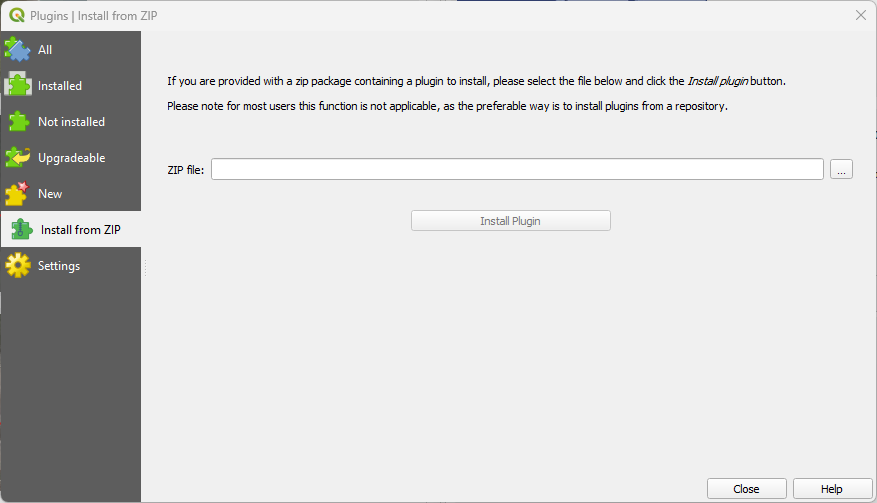 Plugins | Install from ZIP
All
Installed
Not installed
Upgradeable
New
Install from ZIP
Settings
If you are provided with a zip package containing a plugin to install, please select the file below and click the Install plugin button.
Please note for most users this function is not applicable, as the preferable way is to install plugins from a repository.
ZIP file:
...
Install Plugin
Close
Help